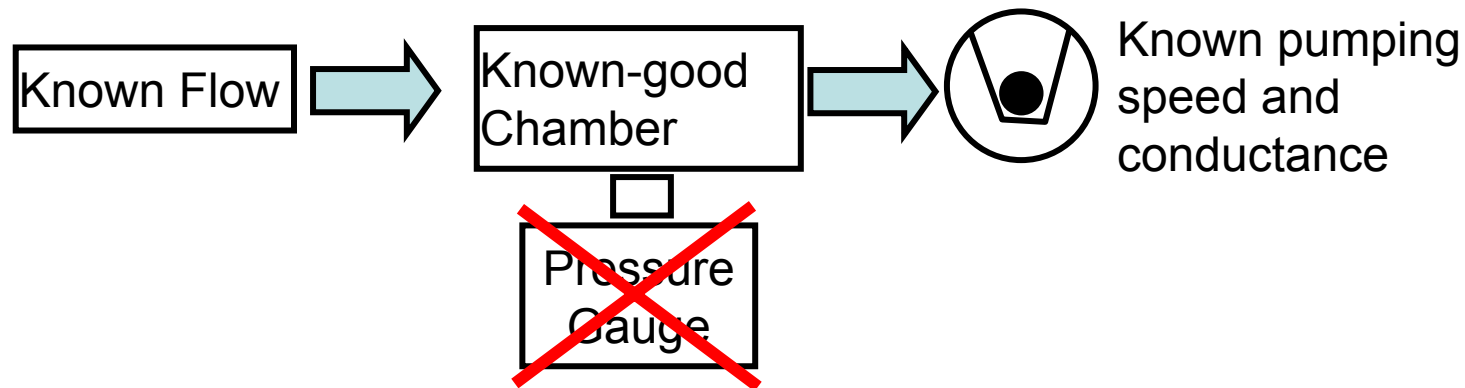 Known Flow
Known-good
Chamber
Known pumping
speed and
conductance
Pressure
Gauge